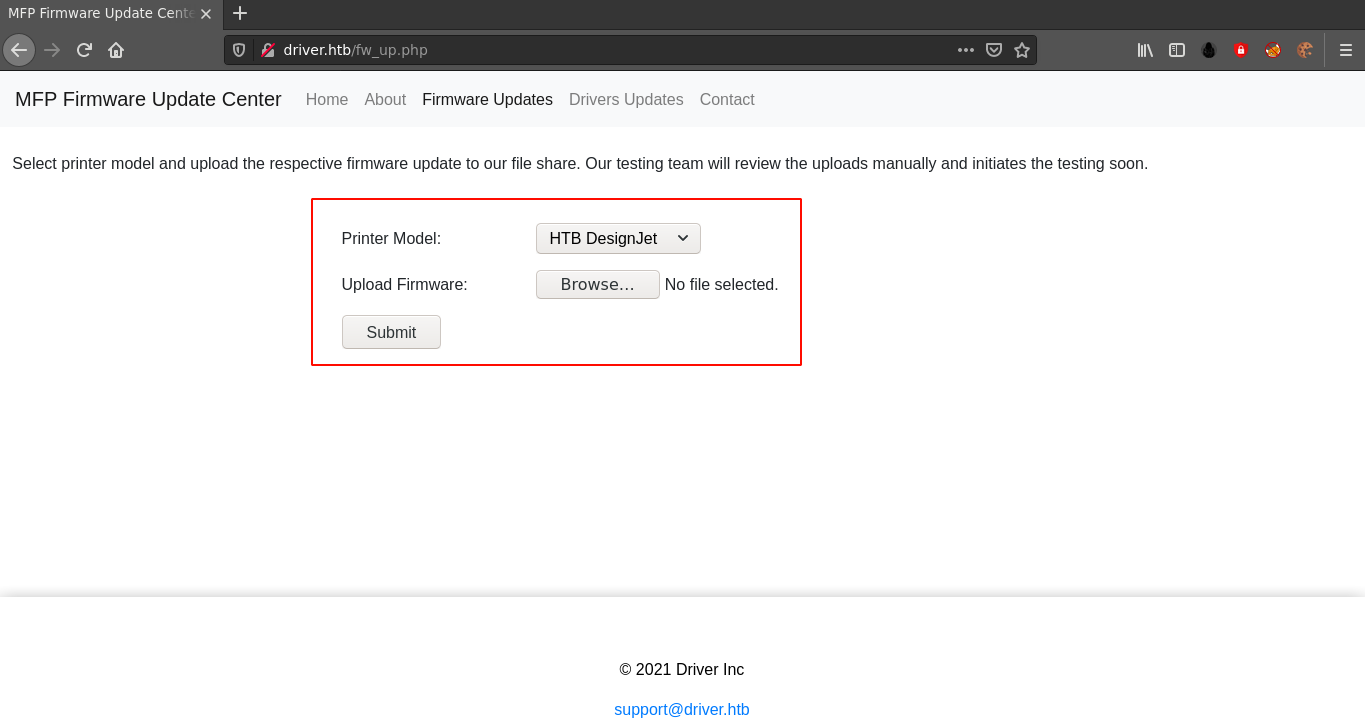 MFP Firmware Update Cente
driver.htb/fw_up.php
MFP Firmware Update Center Home About Firmware Updates Drivers Updates Contact
Select printer model and upload the respective firmware update to our file share. Our testing team will review the uploads manually and initiates the testing soon.
Printer Model: HTB DesignJet
Upload Firmware: Browse... No file selected.
Submit
© 2021 Driver Inc
support@driver.htb